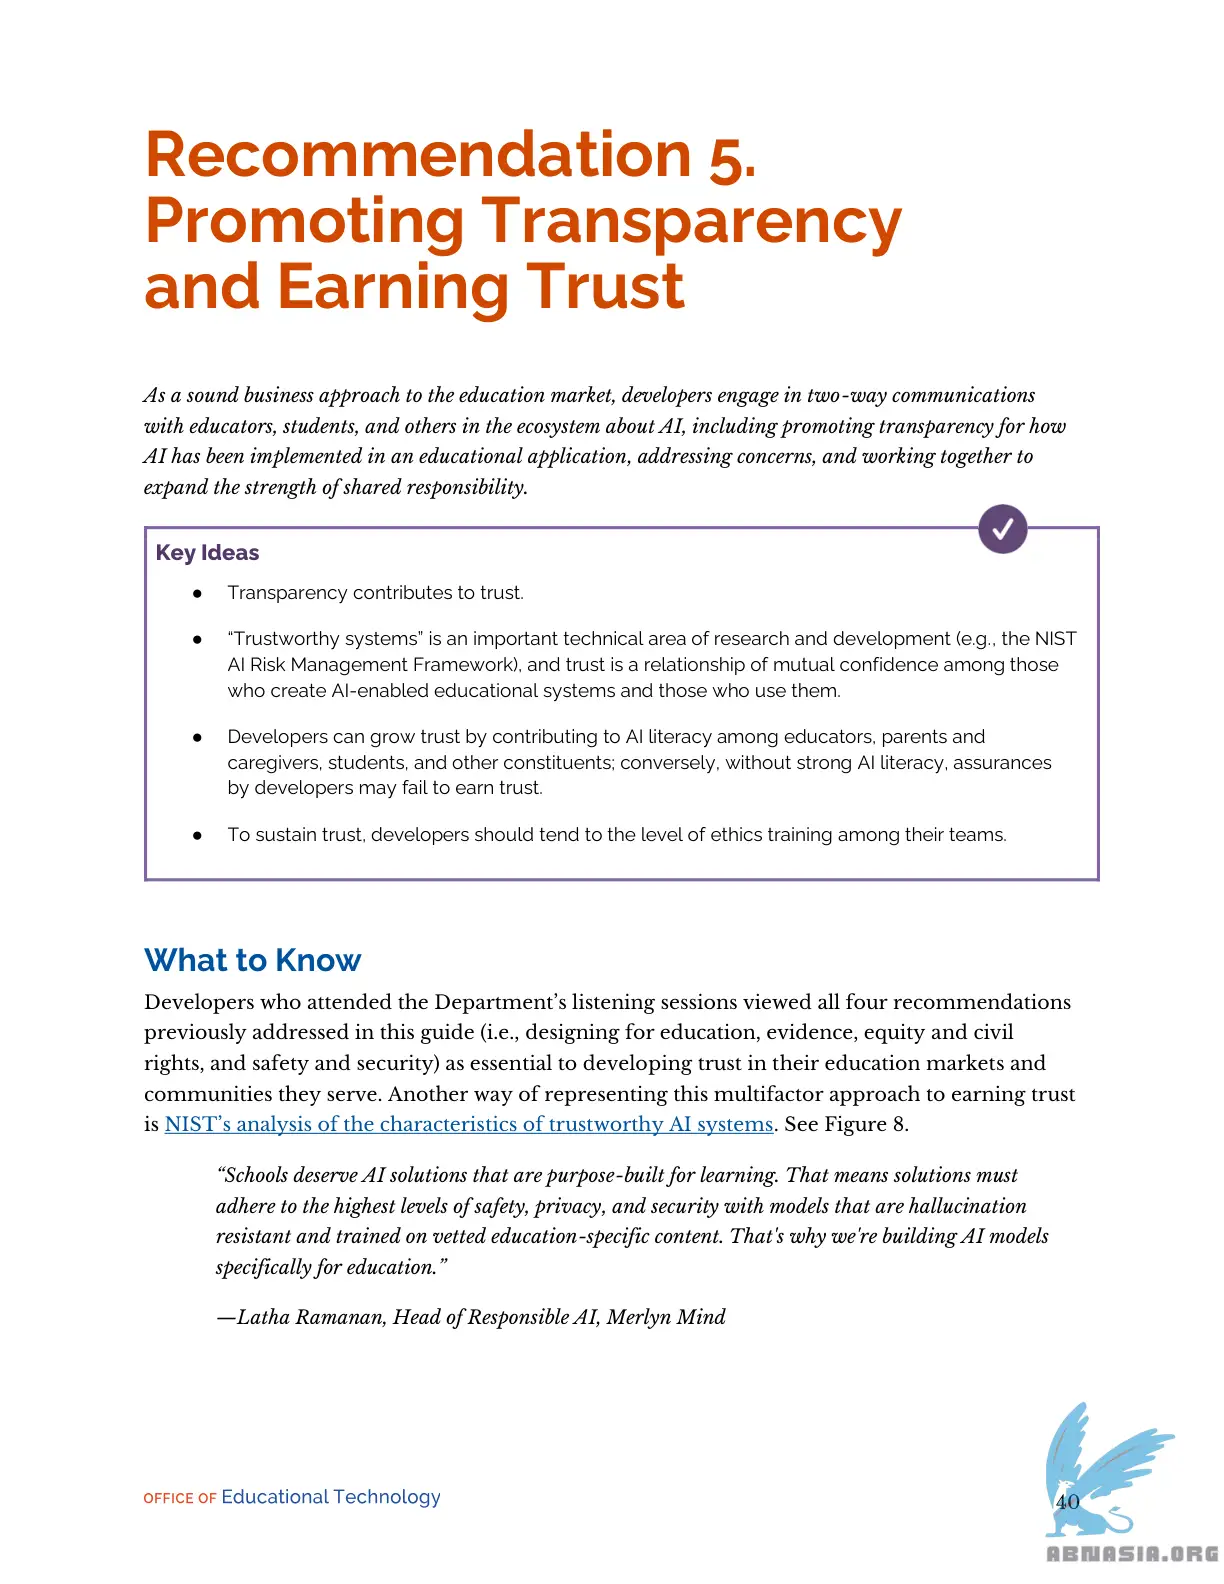 Recommendation 5.
Promoting Transparency
and Earning Trust
As a sound business approach to the education market, developers engage in two-way communications
with educators, students, and others in the ecosystem about AI, including promoting transparency for how
AI has been implemented in an educational application, addressing concerns, and working together to
expand the strength of shared responsibility.
Key Ideas
● Transparency contributes to trust.
● “Trustworthy systems” is an important technical area of research and development (e.g., the NIST
AI Risk Management Framework), and trust is a relationship of mutual confidence among those
who create AI-enabled educational systems and those who use them.
● Developers can grow trust by contributing to AI literacy among educators, parents and
caregivers, students, and other constituents; conversely, without strong AI literacy, assurances
by developers may fail to earn trust.
● To sustain trust, developers should tend to the level of ethics training among their teams.
What to Know
Developers who attended the Department’s listening sessions viewed all four recommendations
previously addressed in this guide (i.e., designing for education, evidence, equity and civil
rights, and safety and security) as essential to developing trust in their education markets and
communities they serve. Another way of representing this multifactor approach to earning trust
is NIST’s analysis of the characteristics of trustworthy AI systems. See Figure 8.
“Schools deserve AI solutions that are purpose-built for learning. That means solutions must
adhere to the highest levels of safety, privacy, and security with models that are hallucination
resistant and trained on vetted education-specific content. That's why we're building AI models
specifically for education.”
—Latha Ramanan, Head of Responsible AI, Merlyn Mind
OFFICE OF Educational Technology
40
ABNASIA.ORG